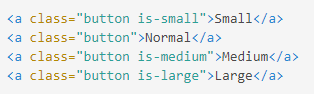 <a class="button is-small">Small</a>
<a class="button">Normal</a>
<a class="button is-medium">Medium</a>
<a class="button is-large">Large</a>